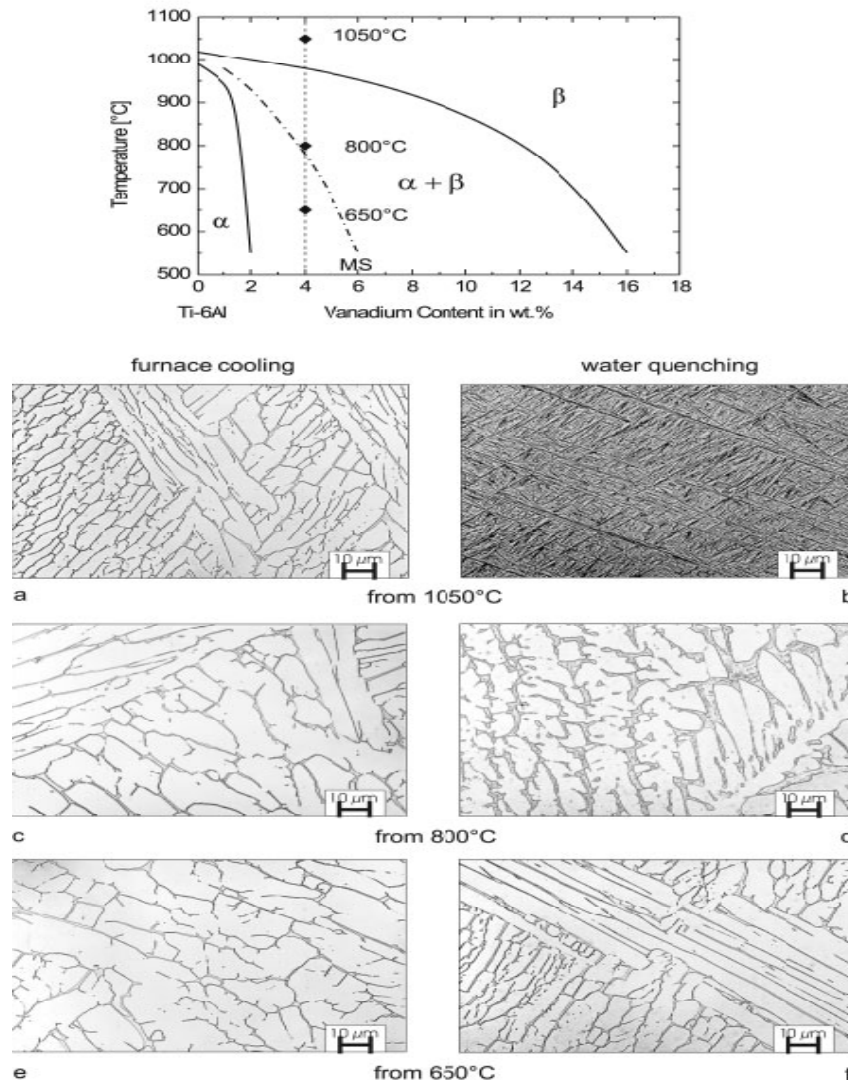 1100
1050°C
1000
β
900
Temperature [°C]
800
800°C
α + β
700
650°C
α
600
MS
500
0 2 4 6 8 10 12 14 16 18
Ti-6Al Vanadium Content in wt.%
furnace cooling water quenching
10 µm 10 µm
a from 1050°C b
10 µm 10 µm
c from 800°C d
10 µm 10 µm
e from 650°C f